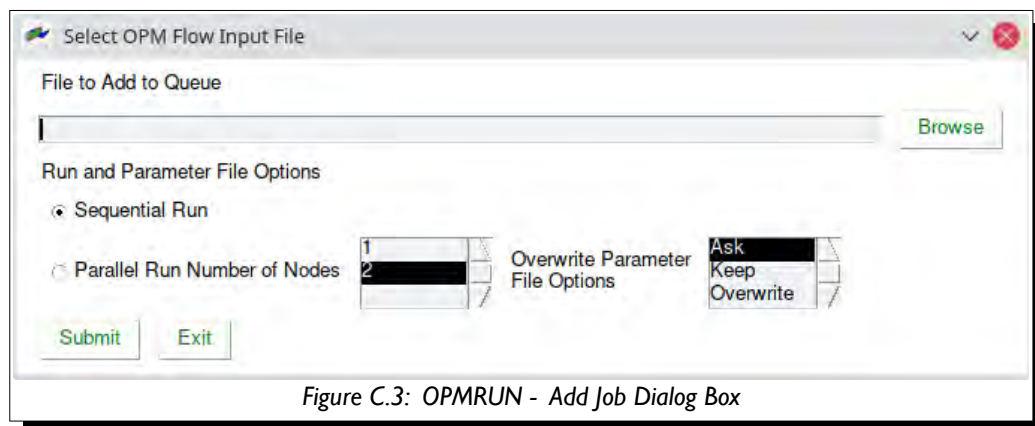 Select OPM Flow Input File
File to Add to Queue
Browse
Run and Parameter File Options
Sequential Run
Parallel Run Number of Nodes
1
2
Overwrite Parameter
File Options
Ask
Keep
Overwrite
Submit Exit
Figure C.3: OPMRUN - Add Job Dialog Box